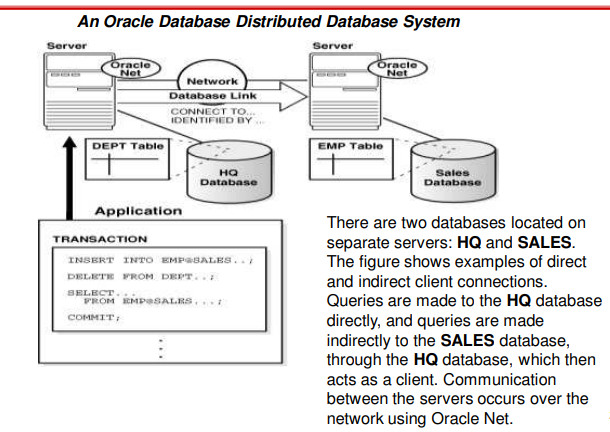 An Oracle Database Distributed Database System
Server
Oracle
Net
Network
Database Link
CONNECT TO...
IDENTIFIED BY ...
Server
Oracle
Net
DEPT Table
HQ
Database
EMP Table
Sales
Database
Application
TRANSACTION
INSERT INTO EMP@SALES..;
DELETE FROM DEPT..;
SELECT...
FROM EMP@SALES...;
COMMIT;
There are two databases located on
separate servers: HQ and SALES.
The figure shows examples of direct
and indirect client connections.
Queries are made to the HQ database
directly, and queries are made
indirectly to the SALES database,
through the HQ database, which then
acts as a client. Communication
between the servers occurs over the
network using Oracle Net.